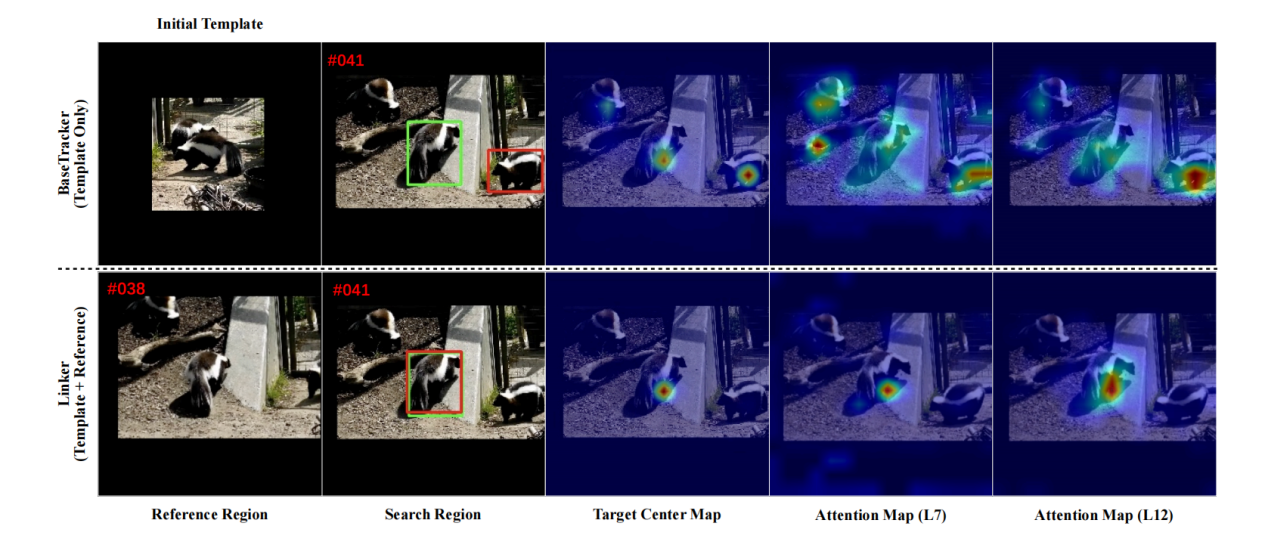 Initial Template
BaseTracker
(Template Only)
#041
Linker
(Template + Reference)
#038
#041
Reference Region
Search Region
Target Center Map
Attention Map (L7)
Attention Map (L12)